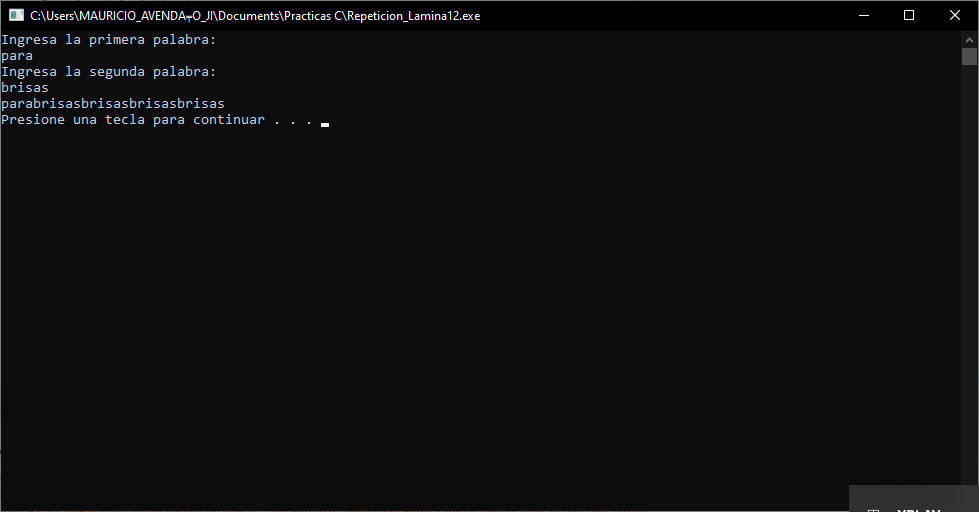 C:\Users\MAURICIO_AVENDA╤O_JI\Documents\Practicas C\Repeticion_Lamina12.exe
Ingresa la primera palabra:
para
Ingresa la segunda palabra:
brisas
parabrisasbrisasbrisasbrisas
Presione una tecla para continuar . . .